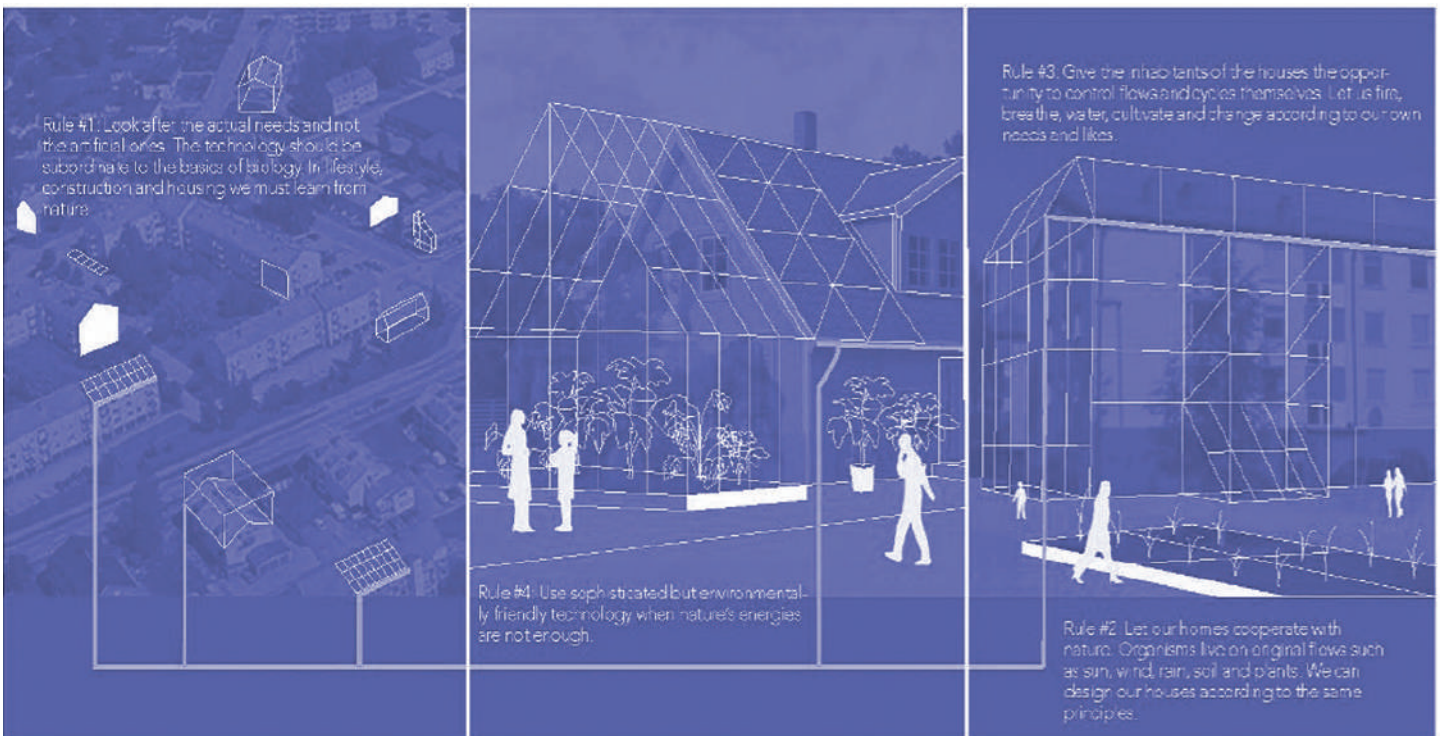 Rule #1: Look after the actual needs and not
the artificial ones. The technology should be
subordinate to the basics of biology. In lifestyle,
construction and housing we must learn from
nature.
Rule #4: Use sophisticated but environmental-
ly friendly technology when nature's energies
are not enough.
Rule #3: Give the inhabitants of the houses the oppor-
tunity to control flows and cycles themselves. Let us fire,
breathe, water, cultivate and change according to our own
needs and likes.
Rule #2: Let our homes cooperate with
nature. Organisms live on original flows such
as sun, wind, rain, soil and plants. We can
design our houses according to the same
principles.